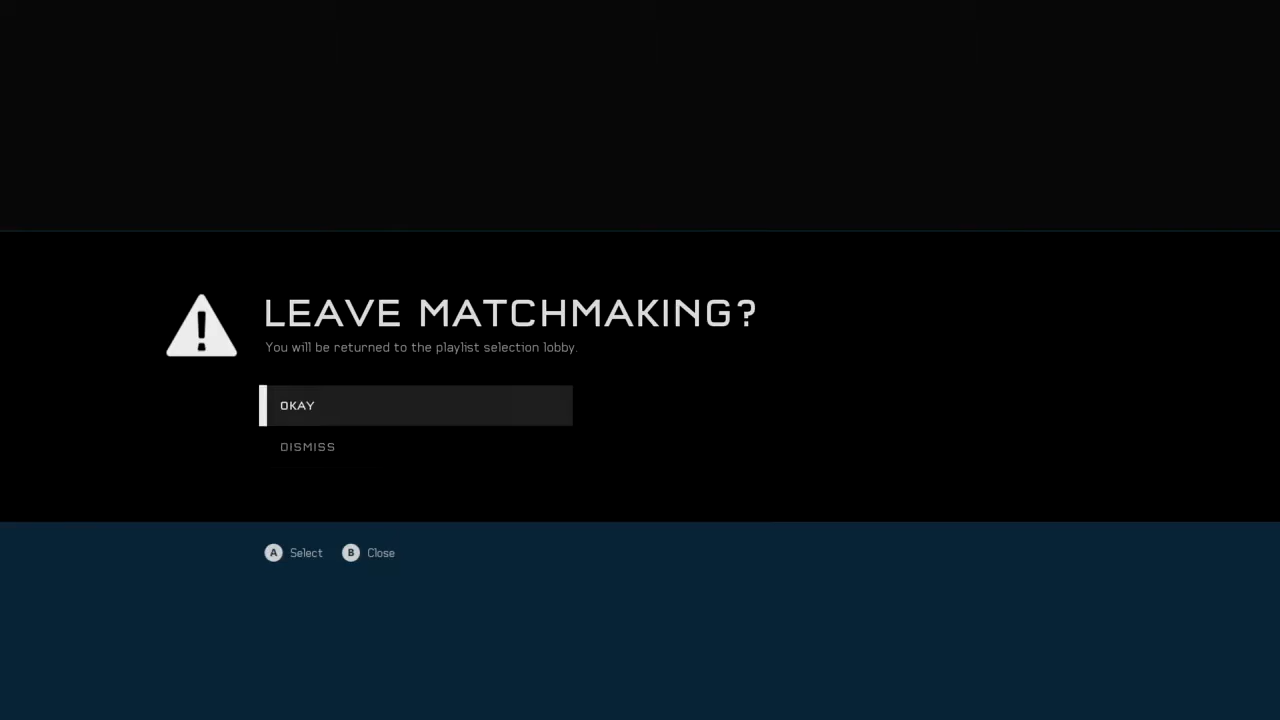 LEAVE MATCHMAKING?
You will be returned to the playlist selection lobby.
OKAY
DISMISS
A Select B Close